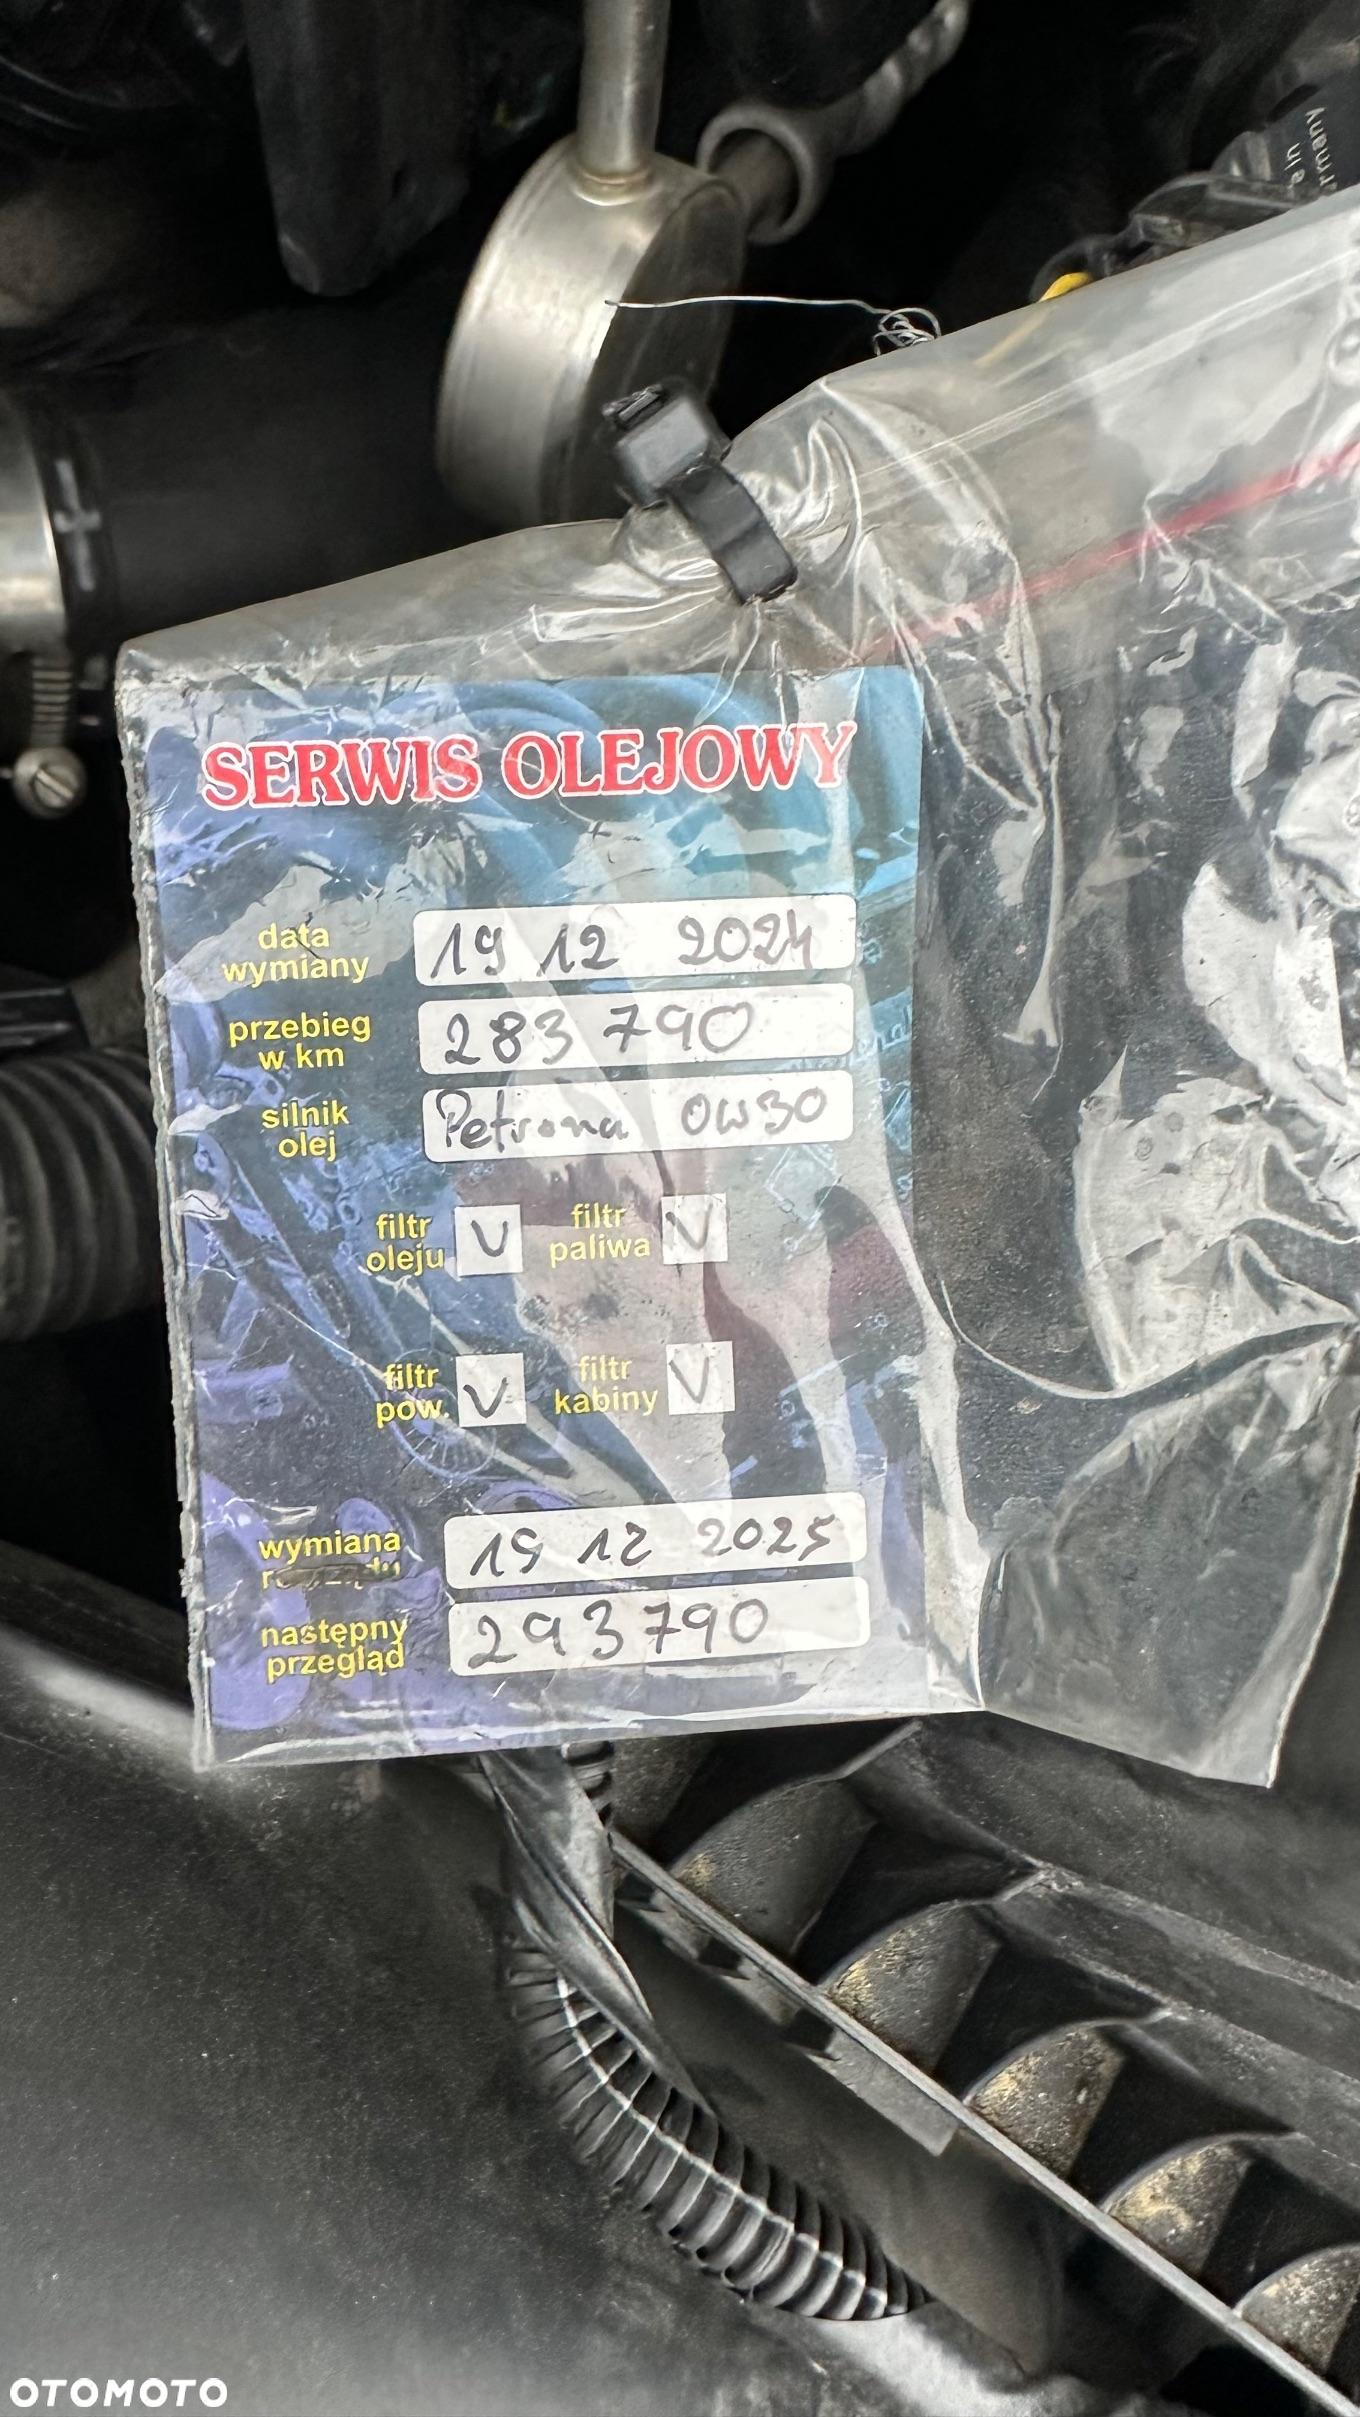 rmany
SERWIS OLEJOWY
data
wymiany
19 12 2024
przebieg
w km
283 790
silnik
olej
Petrona 0W30
filtr
oleju
V
filtr
paliwa
V
filtr
pow.
V
filtr
kabiny
V
wymiana
19 12 2025
następny
przegląd
293790
OTOMOTO